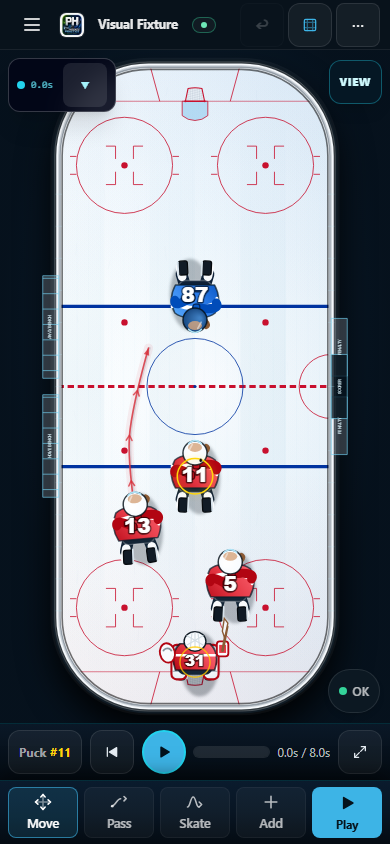 PH
Visual Fixture
...
0.0s
VIEW
87
11
13
5
31
OK
Puck #11
0.0s / 8.0s
Move
Pass
Skate
Add
Play